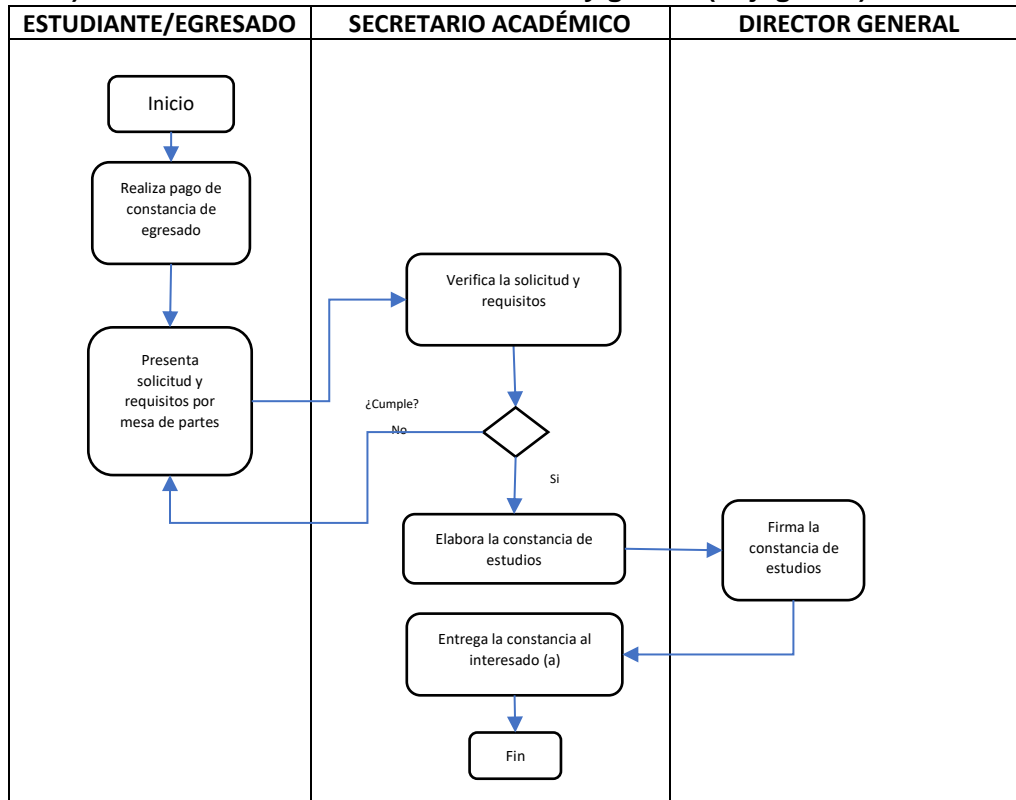 ESTUDIANTE/EGRESADO
SECRETARIO ACADÉMICO
DIRECTOR GENERAL
Inicio
Realiza pago de
constancia de
egresado
Presenta
solicitud y
requisitos por
mesa de partes
Verifica la solicitud y
requisitos
¿Cumple?
No
Si
Elabora la constancia de
estudios
Firma la
constancia de
estudios
Entrega la constancia al
interesado (a)
Fin